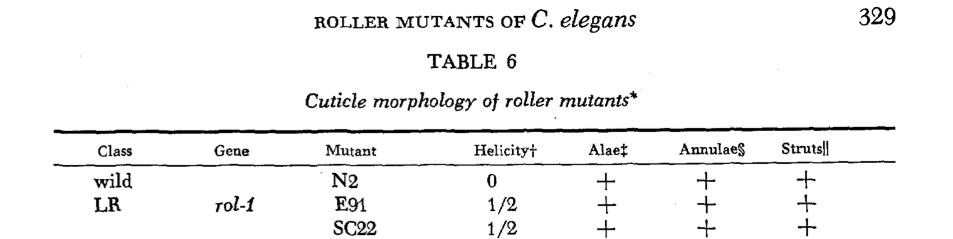 ROLLER MUTANTS OF C. elegans 329
TABLE 6
Cuticle morphology of roller mutants*
Class Gene Mutant Helicity† Alae‡ Annulae§ Struts||
wild N2 0 + + +
LR rol-1 E91 1/2 + + +
SC22 1/2 + + +